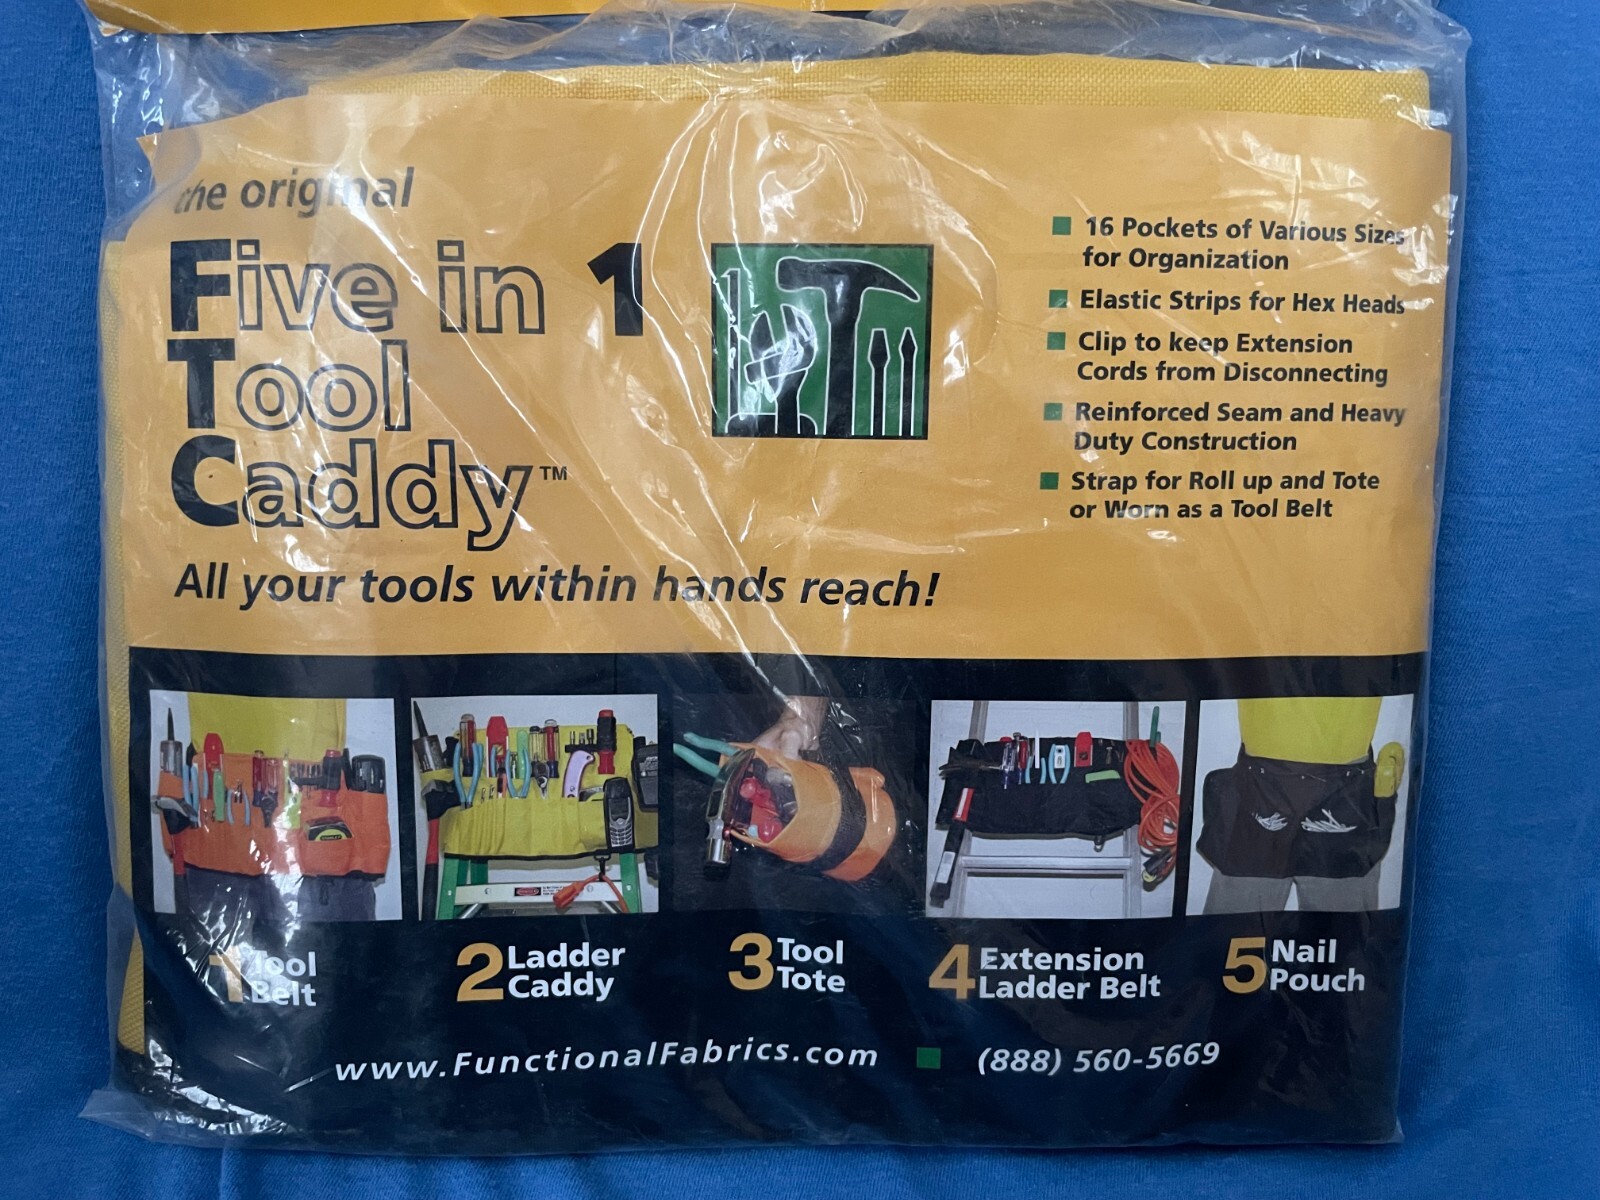 the original
Five in 1
Tool
Caddy™
All your tools within hands reach!
16 Pockets of Various Sizes
for Organization
Elastic Strips for Hex Heads
Clip to keep Extension
Cords from Disconnecting
Reinforced Seam and Heavy
Duty Construction
Strap for Roll up and Tote
or Worn as a Tool Belt
1 Tool
Belt
2 Ladder
Caddy
3 Tool
Tote
4 Extension
Ladder Belt
5 Nail
Pouch
www.FunctionalFabrics.com
(888) 560-5669